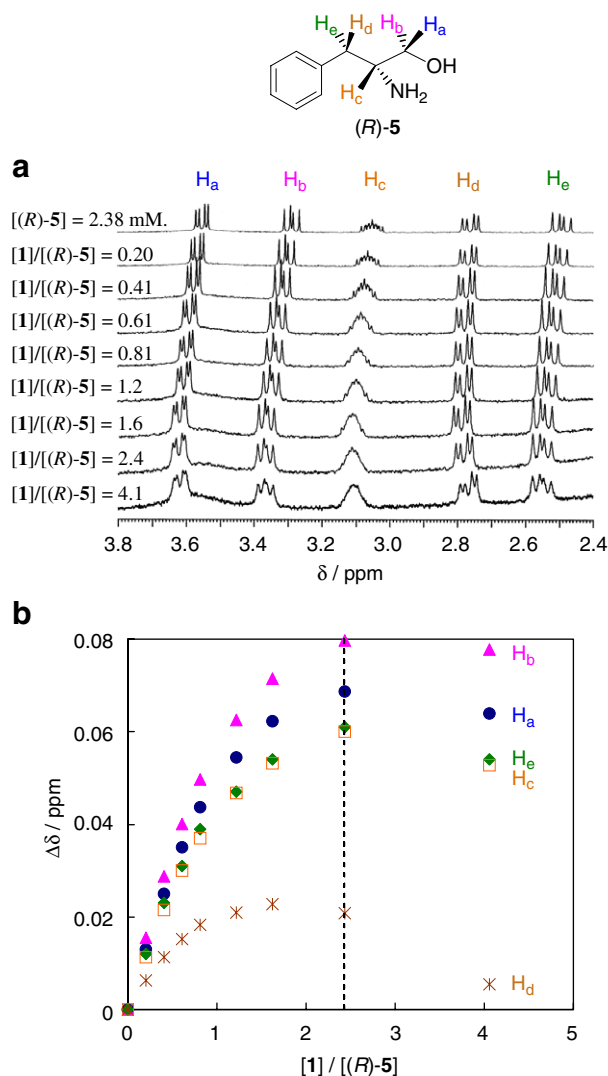 He Hd Hb Ha
OH
Hc NH2
(R)-5
a
Ha Hb Hc Hd He
[(R)-5] = 2.38 mM.
[1]/[(R)-5] = 0.20
[1]/[(R)-5] = 0.41
[1]/[(R)-5] = 0.61
[1]/[(R)-5] = 0.81
[1]/[(R)-5] = 1.2
[1]/[(R)-5] = 1.6
[1]/[(R)-5] = 2.4
[1]/[(R)-5] = 4.1
3.8 3.6 3.4 3.2 3.0 2.8 2.6 2.4
δ / ppm
b
0.08
Hb
Ha
0.06
He
Hc
0.04
Δδ / ppm
0.02
Hd
0
0 1 2 3 4 5
[1] / [(R)-5]